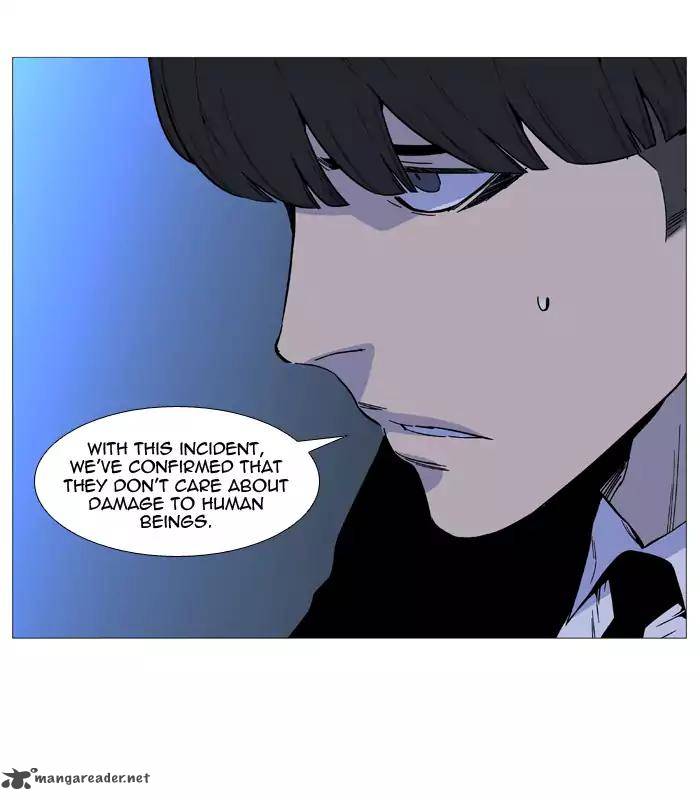 WITH THIS INCIDENT,
WE'VE CONFIRMED THAT
THEY DON'T CARE ABOUT
DAMAGE TO HUMAN
BEINGS.
mangareader.net